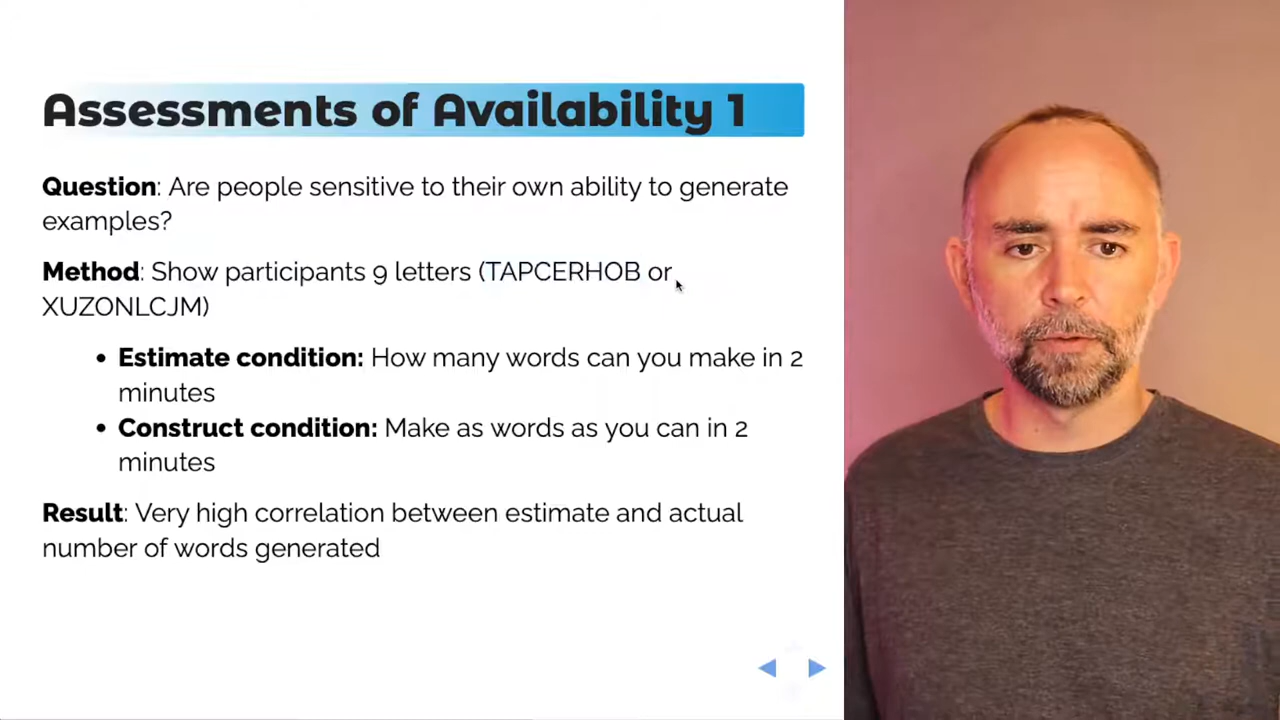 Assessments of Availability 1
Question: Are people sensitive to their own ability to generate
examples?
Method: Show participants 9 letters (TAPCERHOB or
XUZONLCJM)
• Estimate condition: How many words can you make in 2
minutes
• Construct condition: Make as words as you can in 2
minutes
Result: Very high correlation between estimate and actual
number of words generated